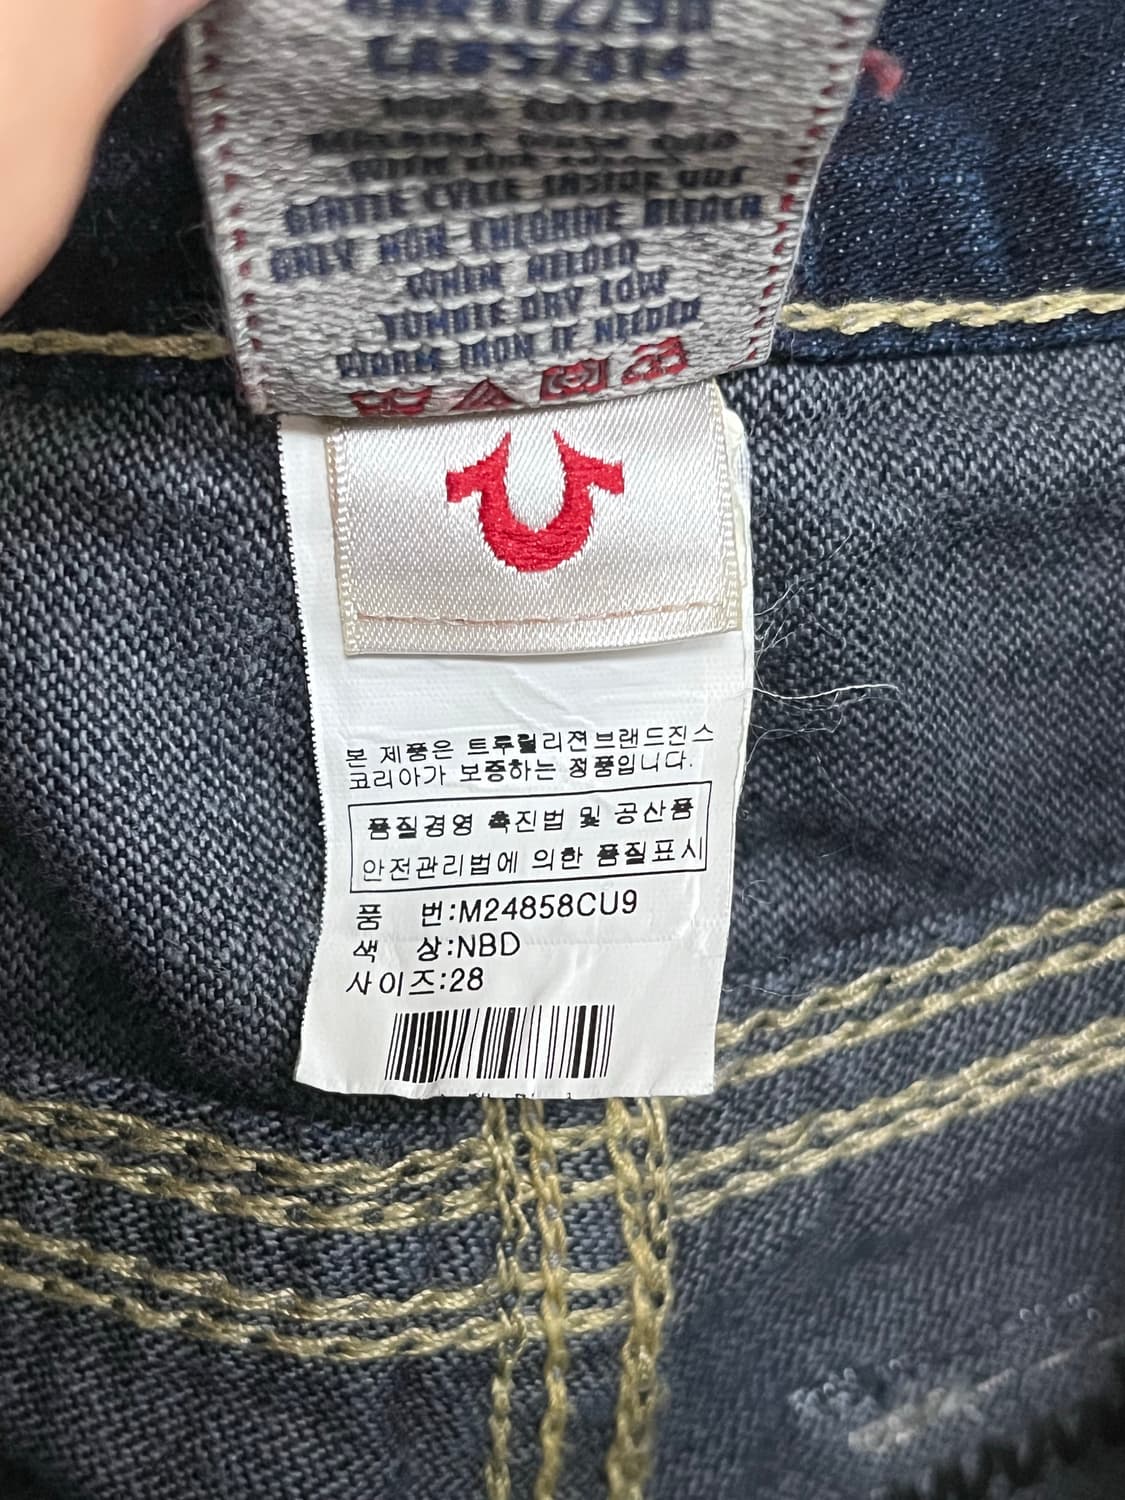 GENTLE CYCLE INSIDE OUT
ONLY NON CHLORINE BLEACH
WHEN NEEDED
TUMBLE DRY LOW
WARM IRON IF NEEDED
본 제품은 트루릴리젼브랜드진스
코리아가 보증하는 정품입니다.
품질경영 촉진법 및 공산품
안전관리법에 의한 품질표시
품 번:M24858CU9
색 상:NBD
사이즈:28